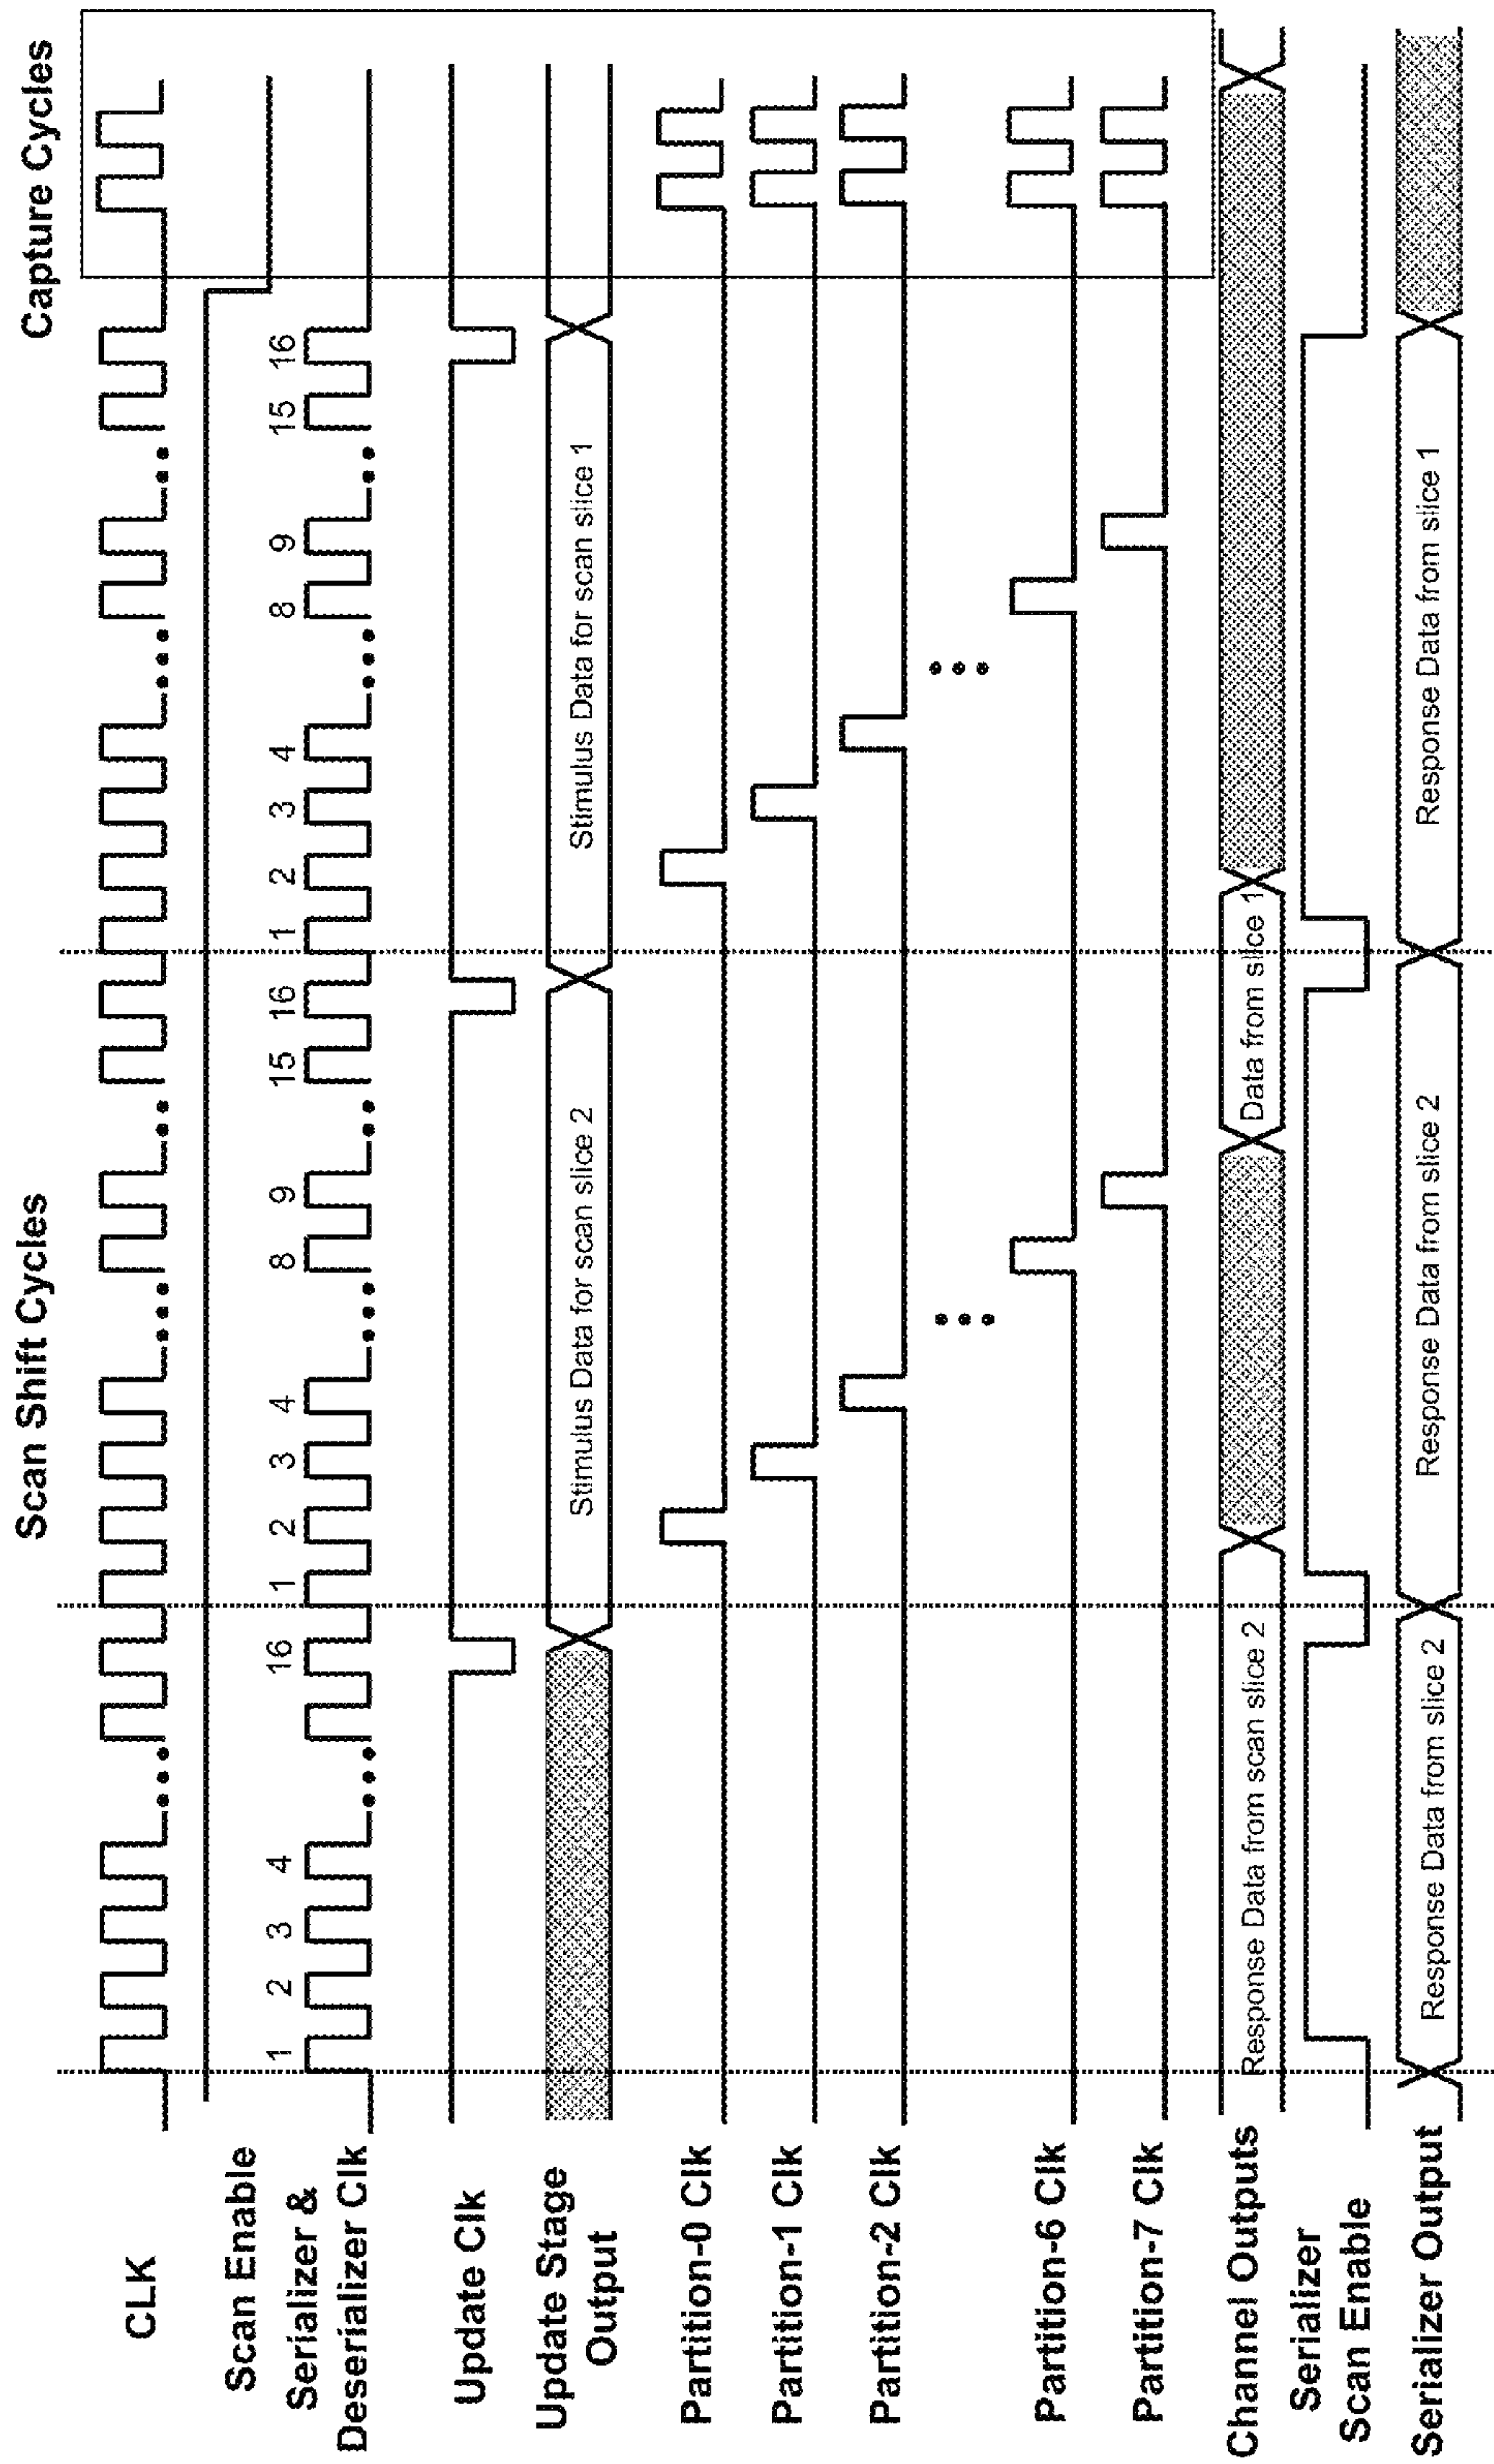 Scan Shift Cycles
Capture Cycles
CLK
Scan Enable
1 2 3 4 16 1 2 3 4 8 9 15 16 1 2 3 4 8 9 15 16
Serializer &
Deserializer Clk
Update Clk
Update Stage
Output
Stimulus Data for scan slice 2
Stimulus Data for scan slice 1
Partition-0 Clk
Partition-1 Clk
Partition-2 Clk
Partition-6 Clk
Partition-7 Clk
Channel Outputs
Response Data from scan slice 2
Data from slice 1
Serializer
Scan Enable
Serializer Output
Response Data from slice 2
Response Data from slice 2
Response Data from slice 1